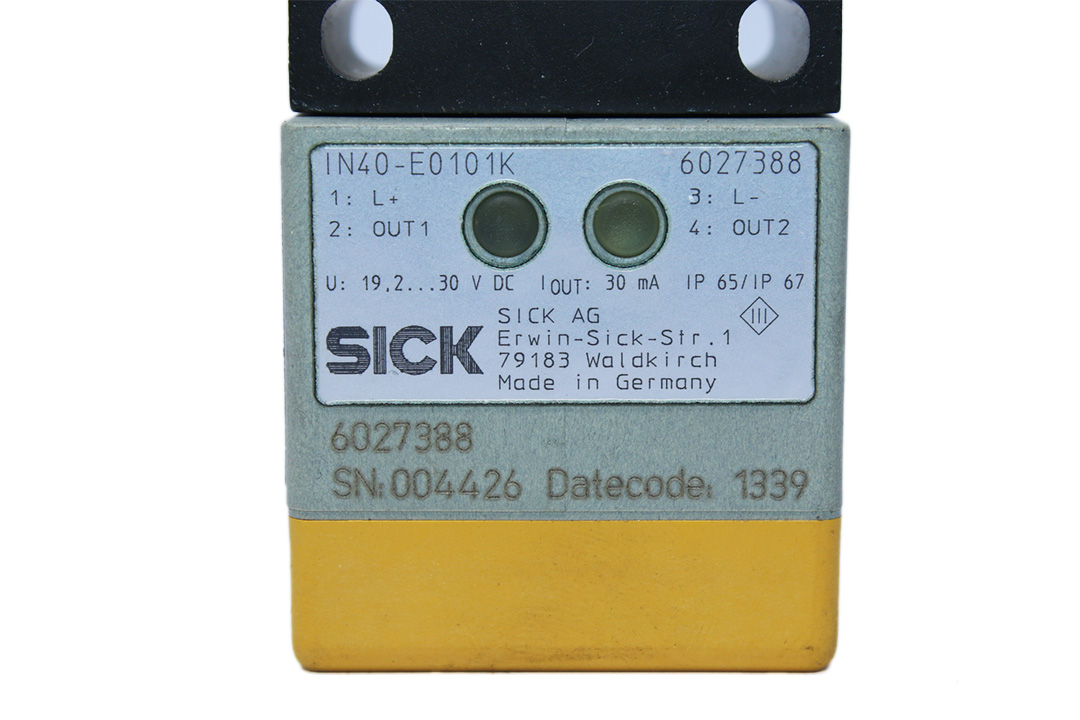 IN40-E0101K 6027388
1: L+ 3: L-
2: OUT1 4: OUT2
U: 19,2...30 V DC IOUT: 30 mA IP 65/IP 67
SICK AG
III
Erwin-Sick-Str.1
SICK
79183 Waldkirch
Made in Germany
6027388
SN:004426 Datecode: 1339